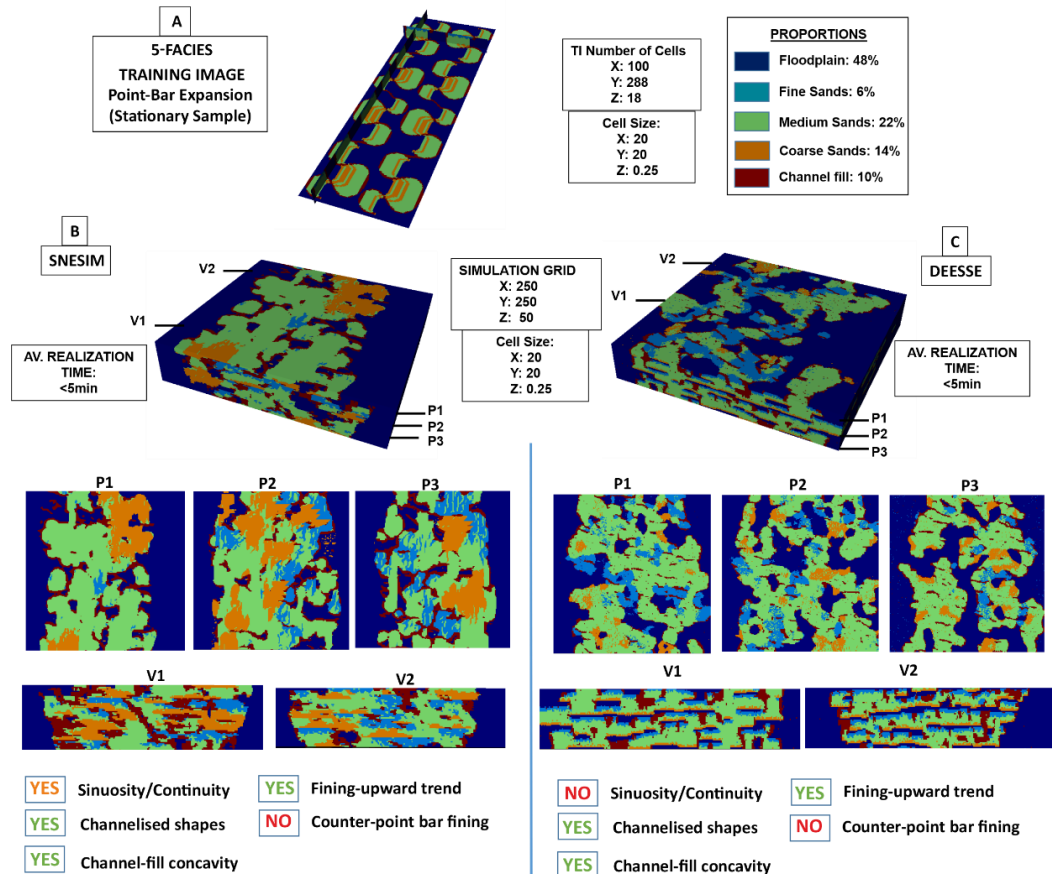 A
5-FACIES
TRAINING IMAGE
Point-Bar Expansion
(Stationary Sample)
TI Number of Cells
X: 100
Y: 288
Z: 18
Cell Size:
X: 20
Y: 20
Z: 0.25
PROPORTIONS
Floodplain: 48%
Fine Sands: 6%
Medium Sands: 22%
Coarse Sands: 14%
Channel fill: 10%
B
SNESIM
V2
V1
AV. REALIZATION
TIME:
<5min
P1
P2
P3
SIMULATION GRID
X: 250
Y: 250
Z: 50
Cell Size:
X: 20
Y: 20
Z: 0.25
C
DEESSE
V2
V1
AV. REALIZATION
TIME:
<5min
P1
P2
P3
P1
P2
P3
V1
V2
YES Sinuosity/Continuity
YES Channelised shapes
YES Channel-fill concavity
YES Fining-upward trend
NO Counter-point bar fining
P1
P2
P3
V1
V2
NO Sinuosity/Continuity
YES Channelised shapes
YES Channel-fill concavity
YES Fining-upward trend
NO Counter-point bar fining